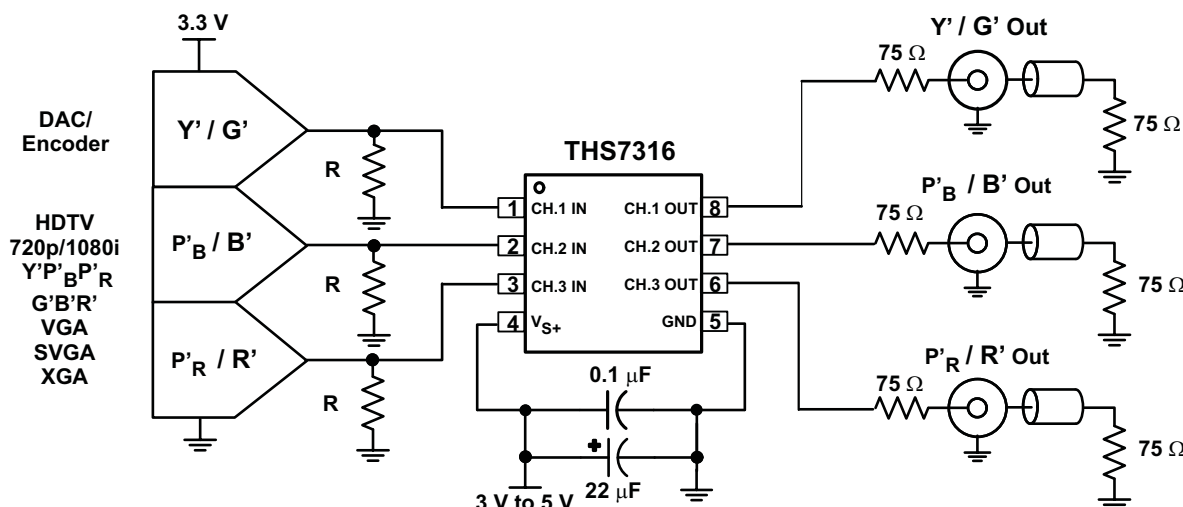 3.3 V
DAC/
Encoder
HDTV
720p/1080i
Y'P'BP'R
G'B'R'
VGA
SVGA
XGA
Y' / G'
P'B / B'
P'R / R'
R
R
R
THS7316
1 CH.1 IN
2 CH.2 IN
3 CH.3 IN
4 VS+
CH.1 OUT 8
CH.2 OUT 7
CH.3 OUT 6
GND 5
0.1 μF
+
22 μF
3 V to 5 V
Y' / G' Out
75 Ω
75 Ω
P'B / B' Out
75 Ω
75 Ω
P'R / R' Out
75 Ω
75 Ω